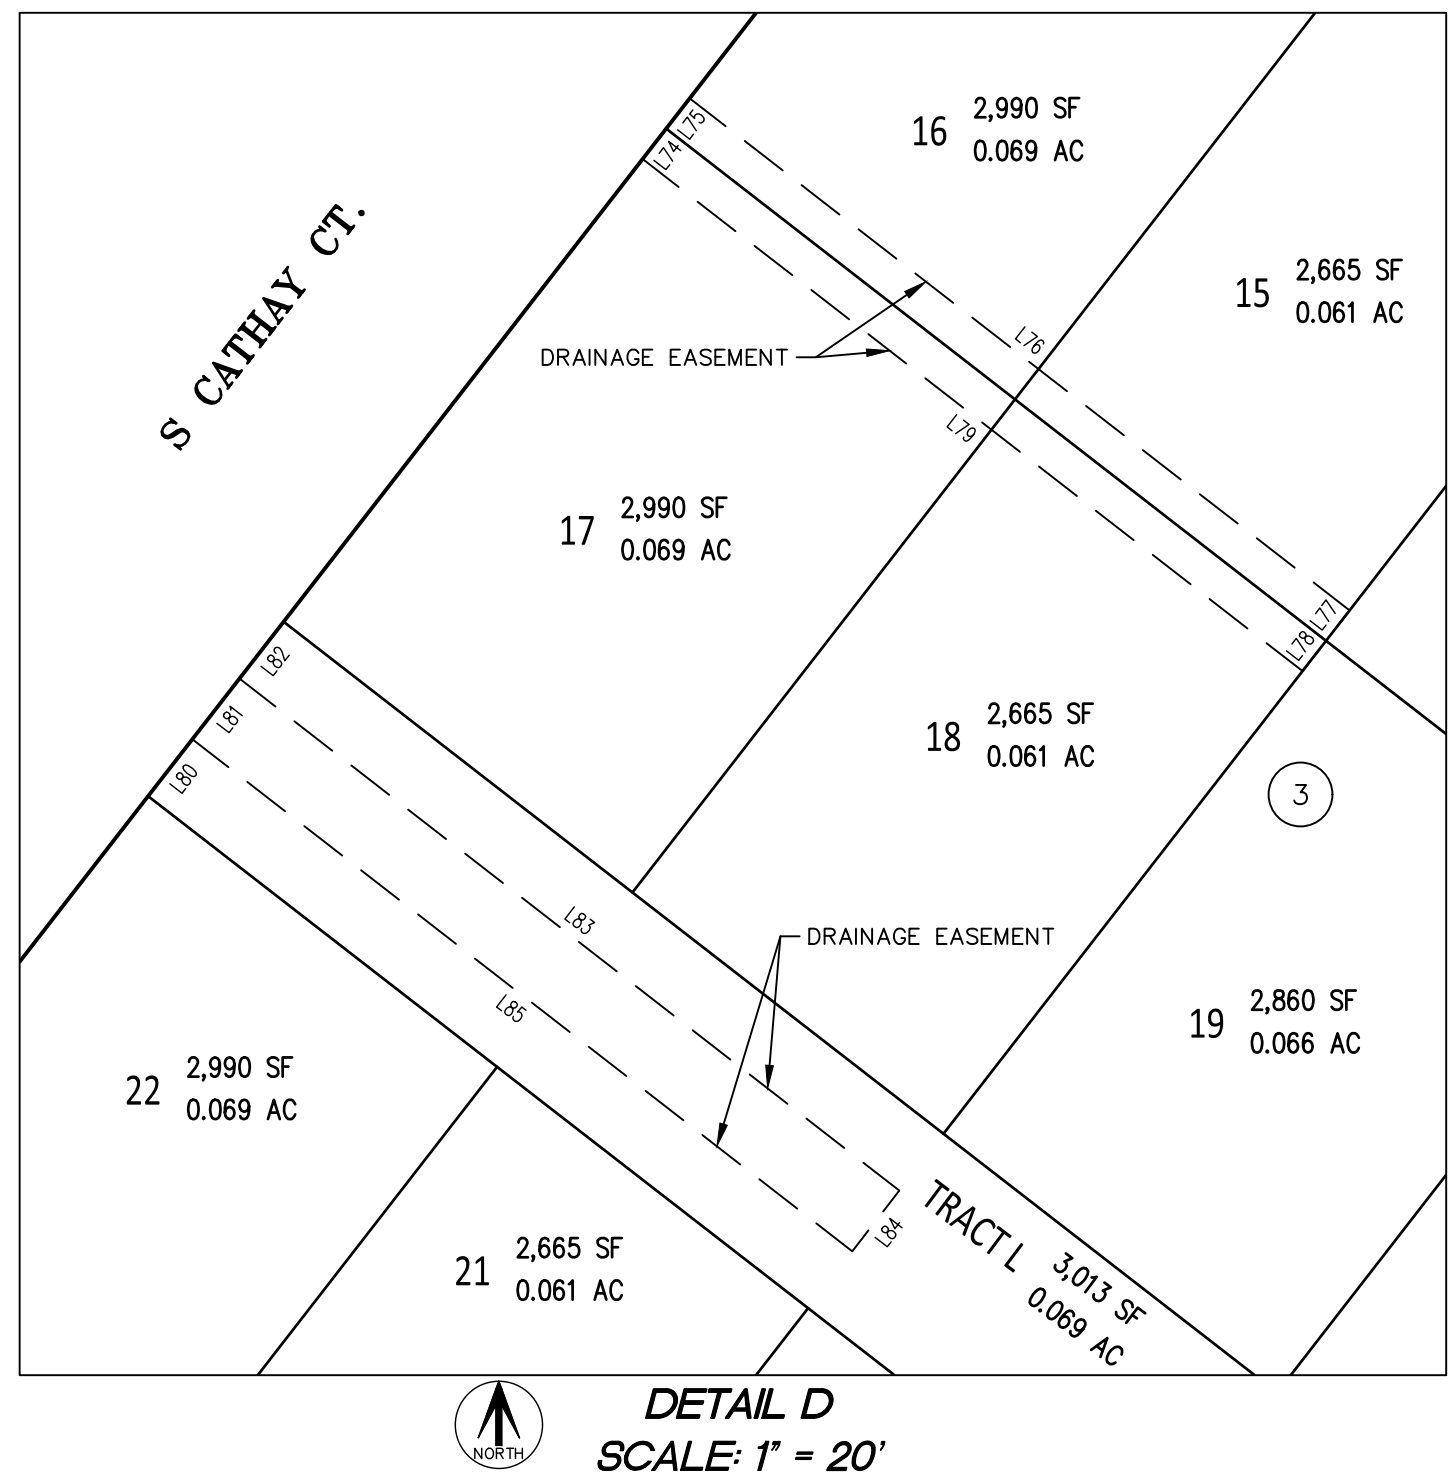 L75
L74
16
2,990 SF
0.069 AC
S CATHAY CT.
15
2,665 SF
0.061 AC
L76
DRAINAGE EASEMENT
L79
17
2,990 SF
0.069 AC
L77
L78
L82
L81
L80
18
2,665 SF
0.061 AC
3
L83
DRAINAGE EASEMENT
L85
19
2,860 SF
0.066 AC
22
2,990 SF
0.069 AC
L84
TRACT L
3,013 SF
0.069 AC
21
2,665 SF
0.061 AC
NORTH
DETAIL D
SCALE: 1" = 20'